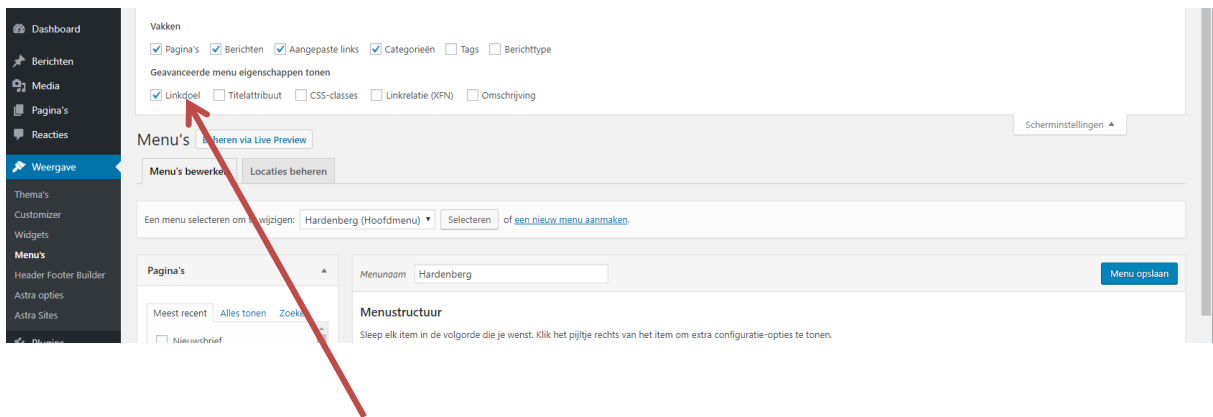 Dashboard
Berichten
Media
Pagina's
Reacties
Weergave
Thema's
Customizer
Widgets
Menu's
Header Footer Builder
Astra opties
Astra Sites
Plugins
Vakken
Pagina's Berichten Aangepaste links Categorieën Tags Berichttype
Geavanceerde menu eigenschappen tonen
Linkdoel Titelattribuut CSS-classes Linkrelatie (XFN) Omschrijving
Scherminstellingen
Menu's Beheren via Live Preview
Menu's bewerken Locaties beheren
Een menu selecteren om te wijzigen: Hardenberg (Hoofdmenu) Selecteren of een nieuw menu aanmaken.
Pagina's
Meest recent Alles tonen Zoeken
Nieuwsbrief
Menunaam Hardenberg
Menu opslaan
Menustructuur
Sleep elk item in de volgorde die je wenst. Klik het pijltje rechts van het item om extra configuratie-opties te tonen.